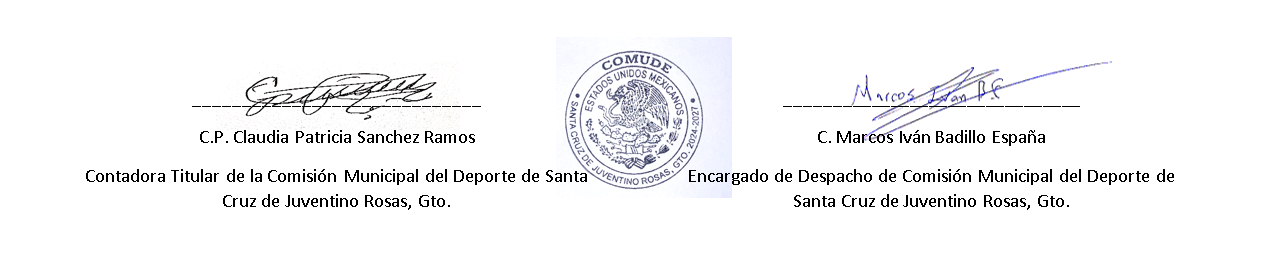 COMUDE
ESTADOS UNIDOS MEXICANOS
SANTA CRUZ DE JUVENTINO ROSAS, GTO. 2024-2027
Marcos Ivan B.E
C.P. Claudia Patricia Sanchez Ramos
C. Marcos Iván Badillo España
Contadora Titular de la Comisión Municipal del Deporte de Santa
Cruz de Juventino Rosas, Gto.
Encargado de Despacho de Comisión Municipal del Deporte de
Santa Cruz de Juventino Rosas, Gto.